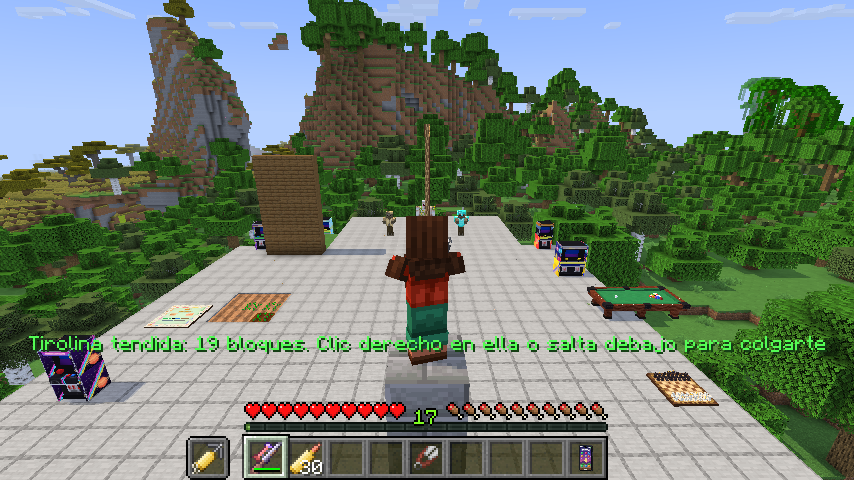 Tirolina tendida: 19 bloques. Clic derecho en ella o salta debajo para colgarte
17
30